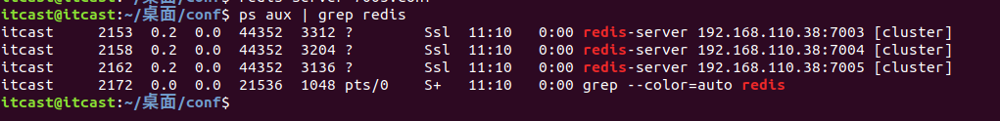 itcast@itcast:~/桌面/conf$ ps aux | grep redis
itcast     2153  0.2  0.0  44352  3312 ?        Ssl  11:10   0:00 redis-server 192.168.110.38:7003 [cluster]
itcast     2158  0.2  0.0  44352  3204 ?        Ssl  11:10   0:00 redis-server 192.168.110.38:7004 [cluster]
itcast     2162  0.2  0.0  44352  3136 ?        Ssl  11:10   0:00 redis-server 192.168.110.38:7005 [cluster]
itcast     2172  0.0  0.0  21536  1048 pts/0    S+   11:10   0:00 grep --color=auto redis
itcast@itcast:~/桌面/conf$